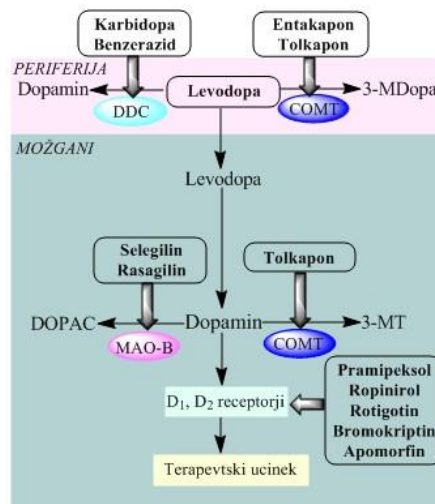 Karbidopa
Benzerazid
Entakapon
Tolkapon
PERIFERIJA
Dopamin
Levodopa
3-MDopa
DDC
COMT
MOŽGANI
Levodopa
Selegilin
Rasagilin
Tolkapon
DOPAC
Dopamin
3-MT
MAO-B
COMT
D₁, D₂ receptorji
Pramipeksol
Ropinirol
Rotigotin
Bromokriptin
Apomorfin
Terapevtski ucinek